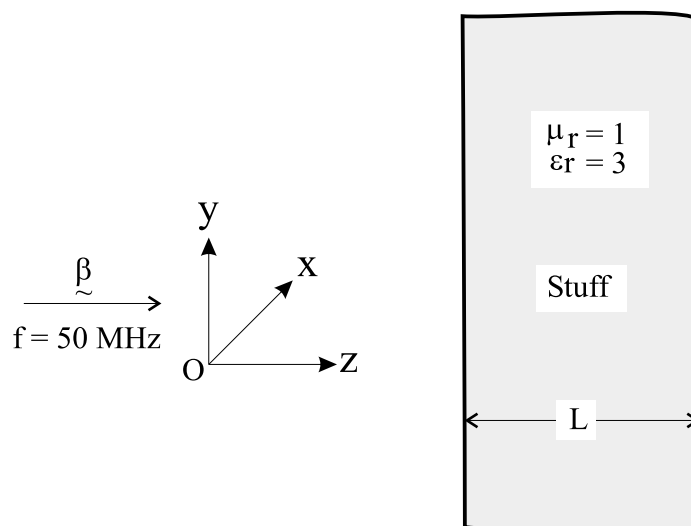 μr = 1
εr = 3
y
x
β
~
Stuff
f = 50 MHz
O
z
L